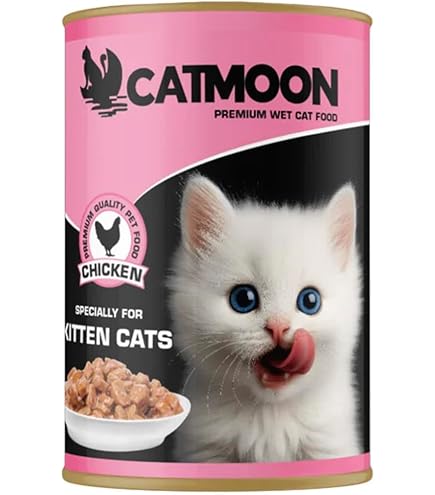 CATMOON
PREMIUM WET CAT FOOD
PREMIUM QUALITY PET FOOD
CHICKEN
SPECIALLY FOR
KITTEN CATS